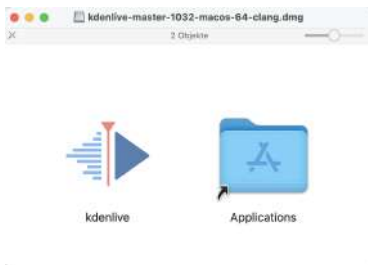 kdenlive-master-1032-macos-64-clang.dmg
2 Objekte
kdenlive
Applications